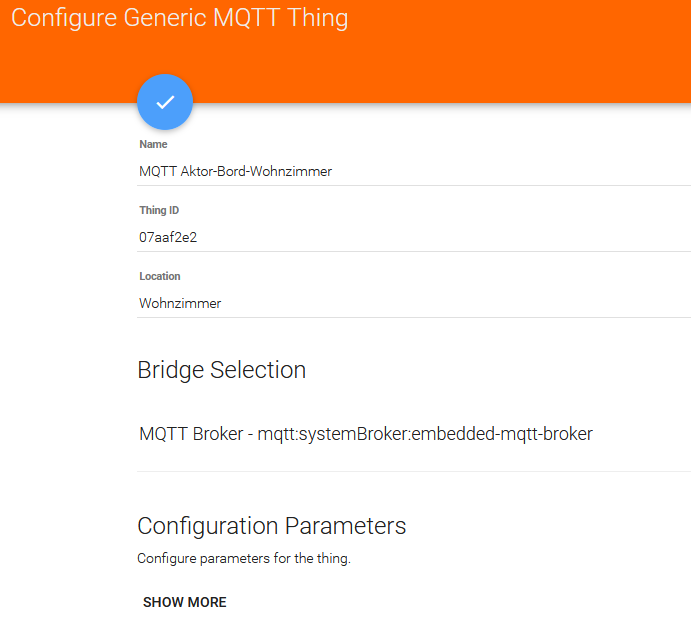 Configure Generic MQTT Thing
Name
MQTT Aktor-Bord-Wohnzimmer
Thing ID
07aaf2e2
Location
Wohnzimmer
Bridge Selection
MQTT Broker - mqtt:systemBroker:embedded-mqtt-broker
Configuration Parameters
Configure parameters for the thing.
SHOW MORE